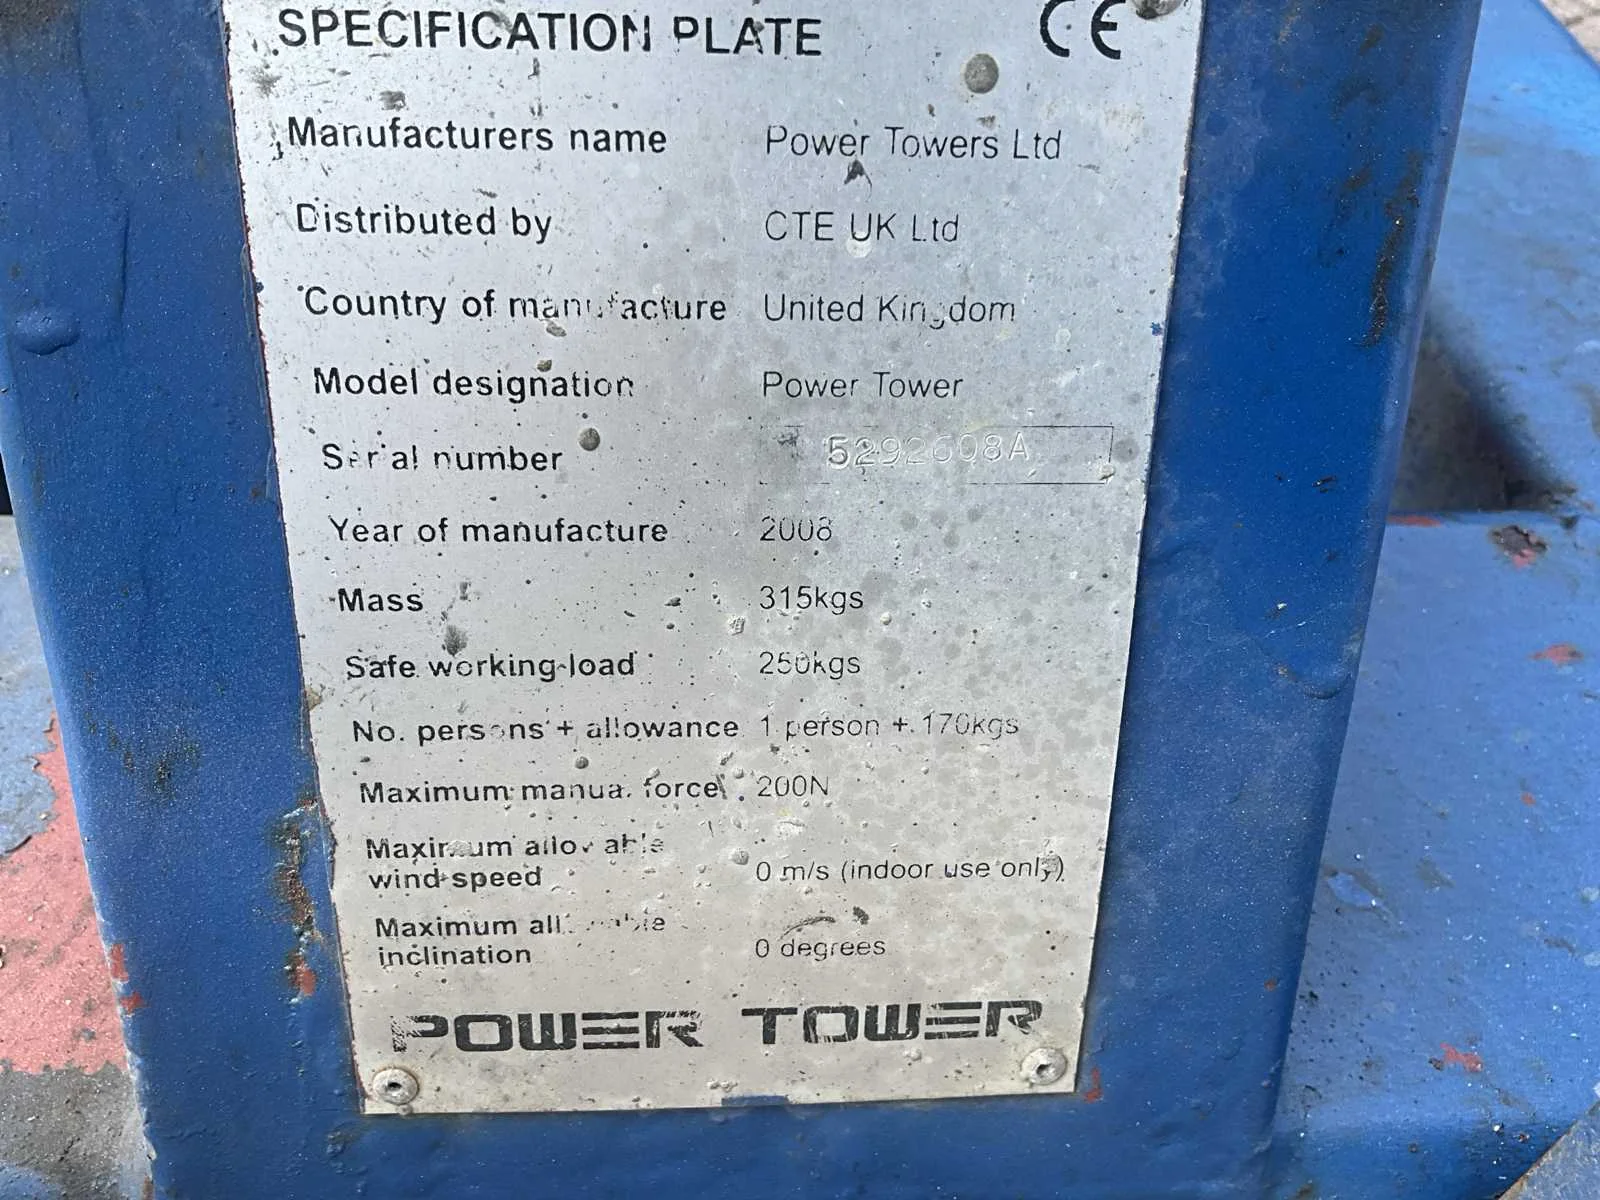 SPECIFICATION PLATE CE
Manufacturers name Power Towers Ltd
Distributed by CTE UK Ltd
Country of manufacture United Kingdom
Model designation Power Tower
Serial number 5292608A
Year of manufacture 2008
Mass 315kgs
Safe working load 250kgs
No. persons + allowance 1 person + 170kgs
Maximum manual force 200N
Maximum allowable
wind speed 0 m/s (indoor use only)
Maximum allowable
inclination 0 degrees
POWER TOWER